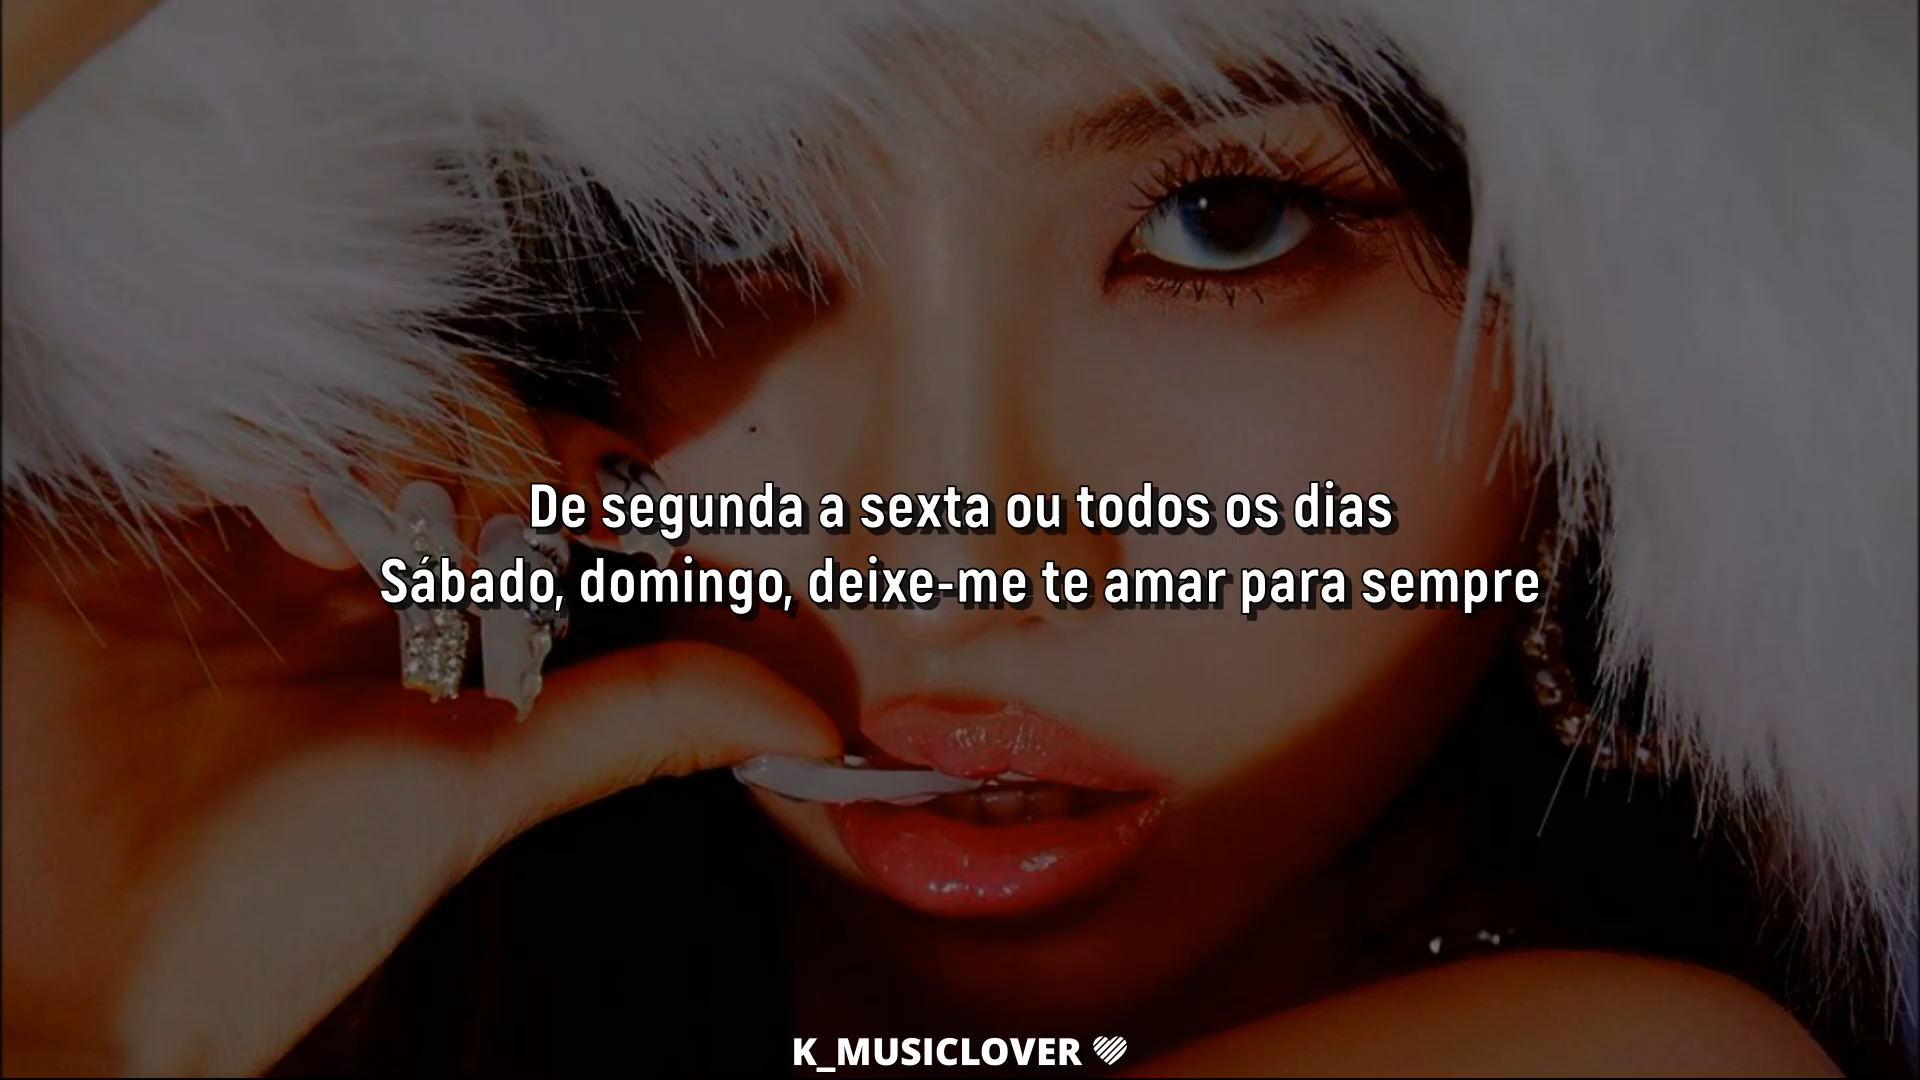 De segunda a sexta ou todos os dias
Sábado, domingo, deixe-me te amar para sempre
K_MUSICLOVER